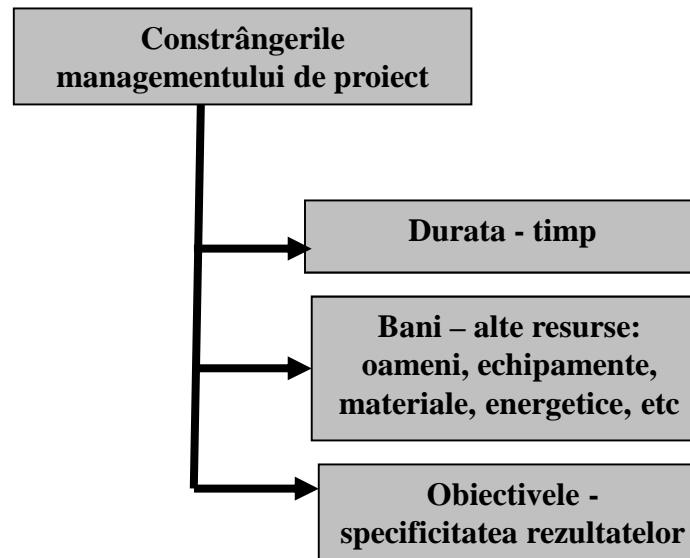 Constrângerile
managementului de proiect
Durata - timp
Bani – alte resurse:
oameni, echipamente,
materiale, energetice, etc
Obiectivele -
specificitatea rezultatelor